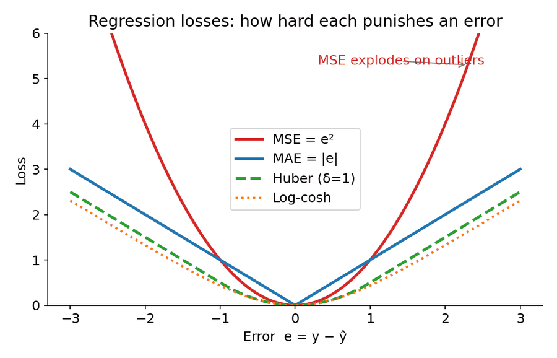 Regression losses: how hard each punishes an error
6
MSE explodes on outliers
5
4
MSE = e²
MAE = |e|
Huber (δ=1)
Log-cosh
3
2
1
0
Loss
−3 −2 −1 0 1 2 3
Error e = y − ŷ